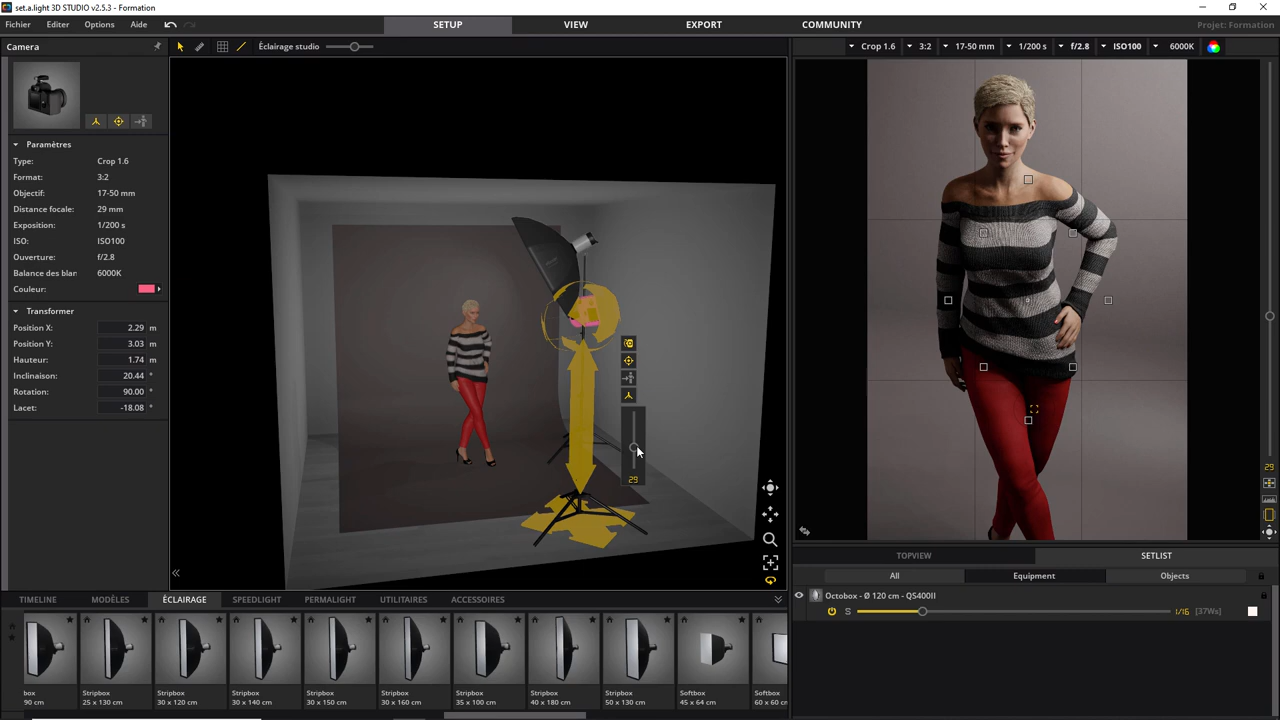 set.a.light 3D STUDIO v2.5.3 - Formation
Fichier Editer Options Aide SETUP VIEW EXPORT COMMUNITY Projet: Formation
Camera Éclairage studio Crop 1.6 3:2 17-50 mm 1/200 s f/2.8 ISO100 6000K
Paramètres
Type: Crop 1.6
Format: 3:2
Objectif: 17-50 mm
Distance focale: 29 mm
Exposition: 1/200 s
ISO: ISO100
Ouverture: f/2.8
Balance des blan 6000K
Couleur:
Transformer
Position X: 2.29 m
Position Y: 3.03 m
Hauteur: 1.74 m
Inclinaison: 20.44 °
Rotation: 90.00 °
Lacet: -18.08 °
29
29
TOPVIEW SETLIST
All Equipment Objects
Octobox - Ø 120 cm - QS400II
S 1/16 [37Ws]
TIMELINE MODÈLES ÉCLAIRAGE SPEEDLIGHT PERMALIGHT UTILITAIRES ACCESSOIRES
box Stripbox Stripbox Stripbox Stripbox Stripbox Stripbox Stripbox Stripbox Softbox Softbox
90 cm 25 x 130 cm 30 x 120 cm 30 x 140 cm 30 x 150 cm 30 x 160 cm 35 x 100 cm 40 x 180 cm 50 x 130 cm 45 x 64 cm 60 x 60 c